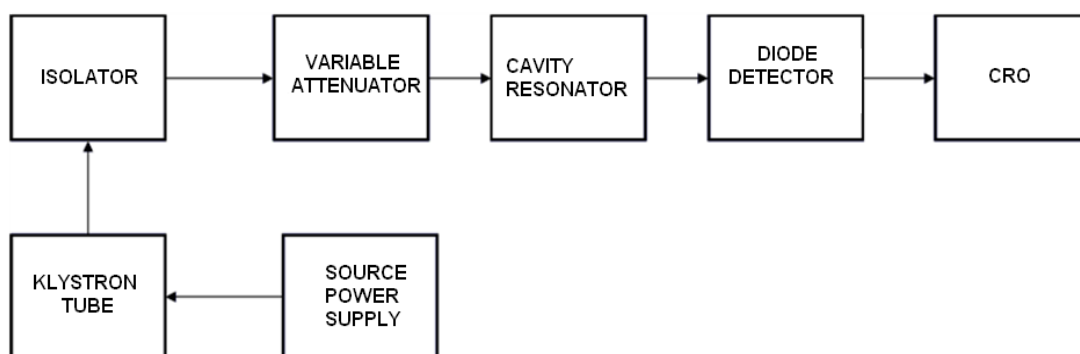 ISOLATOR
VARIABLE
ATTENUATOR
CAVITY
RESONATOR
DIODE
DETECTOR
CRO
KLYSTRON
TUBE
SOURCE
POWER
SUPPLY